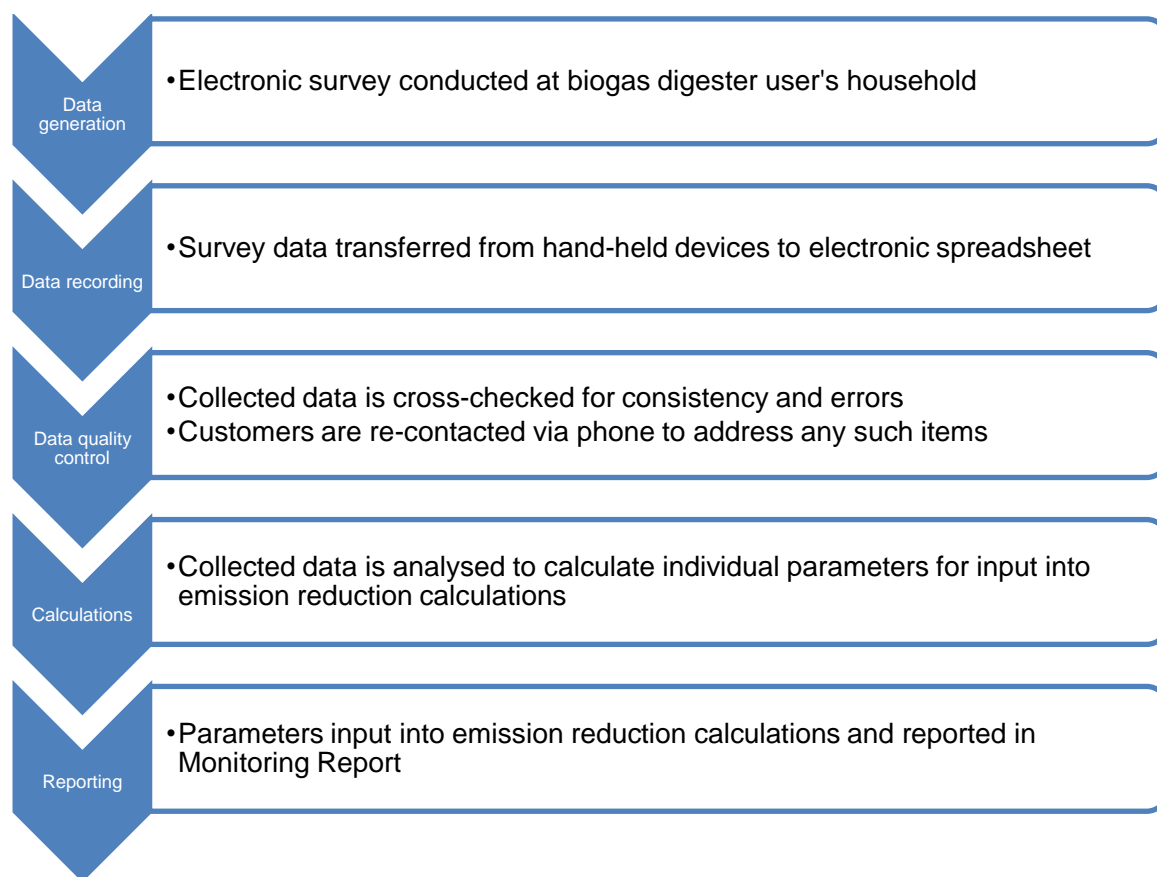 Data
generation
•Electronic survey conducted at biogas digester user's household
Data recording
•Survey data transferred from hand-held devices to electronic spreadsheet
Data quality
control
•Collected data is cross-checked for consistency and errors
•Customers are re-contacted via phone to address any such items
Calculations
•Collected data is analysed to calculate individual parameters for input into
emission reduction calculations
Reporting
•Parameters input into emission reduction calculations and reported in
Monitoring Report